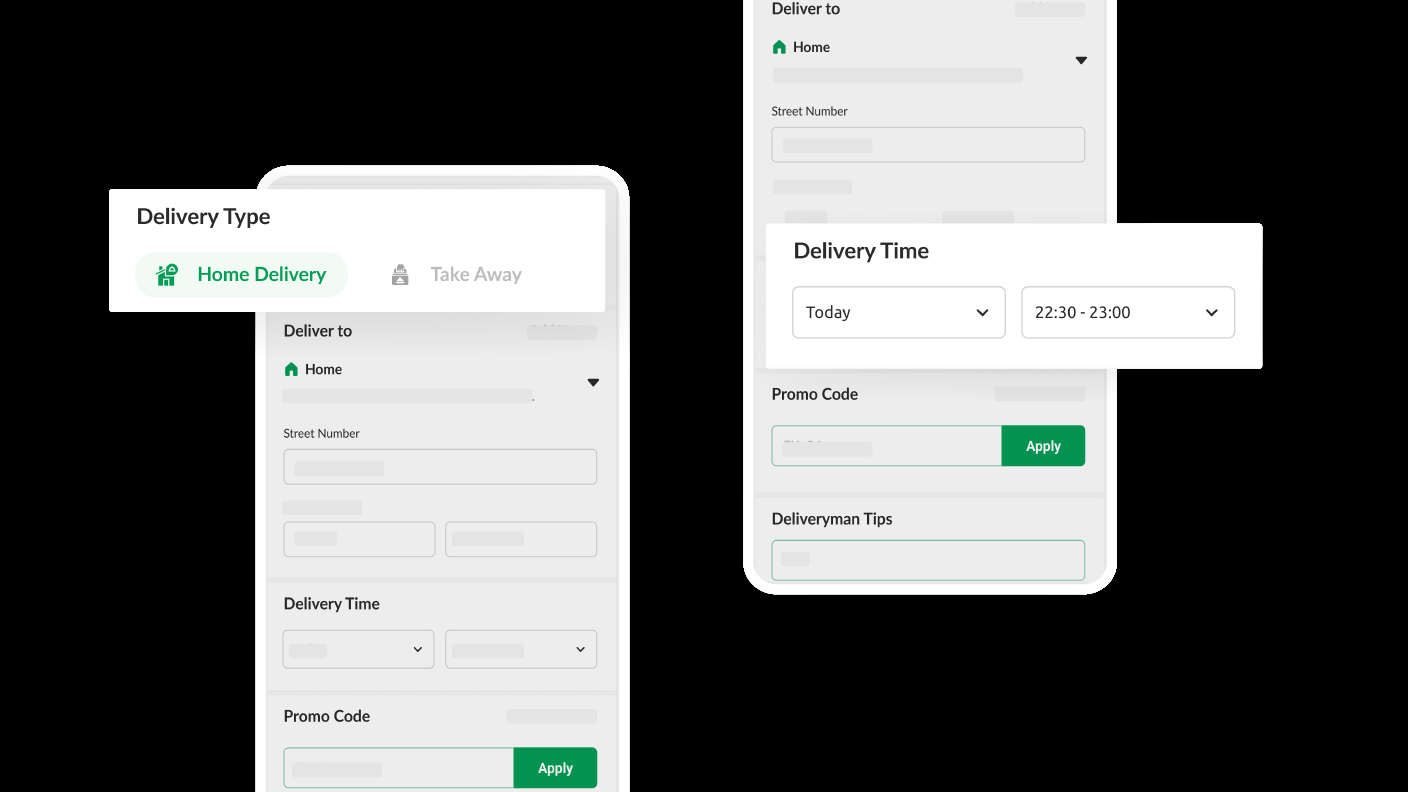 Delivery Type
Home Delivery
Take Away
Deliver to
Home
Street Number
Delivery Time
Promo Code
Apply
Deliver to
Home
Street Number
Delivery Time
Today
22:30 - 23:00
Promo Code
Apply
Deliveryman Tips